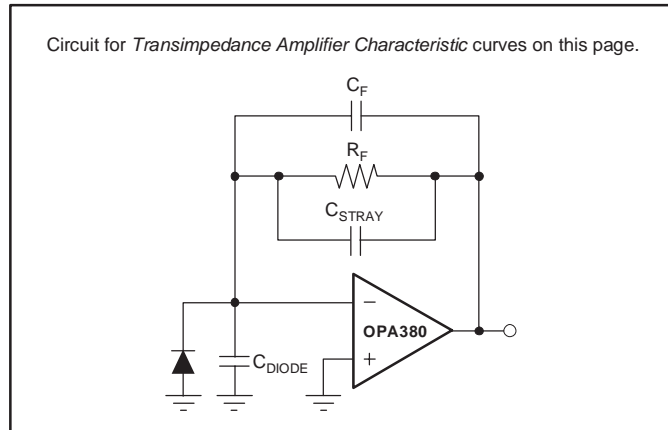 Circuit for Transimpedance Amplifier Characteristic curves on this page.
CF
RF
CSTRAY
−
OPA380
+
CDIODE